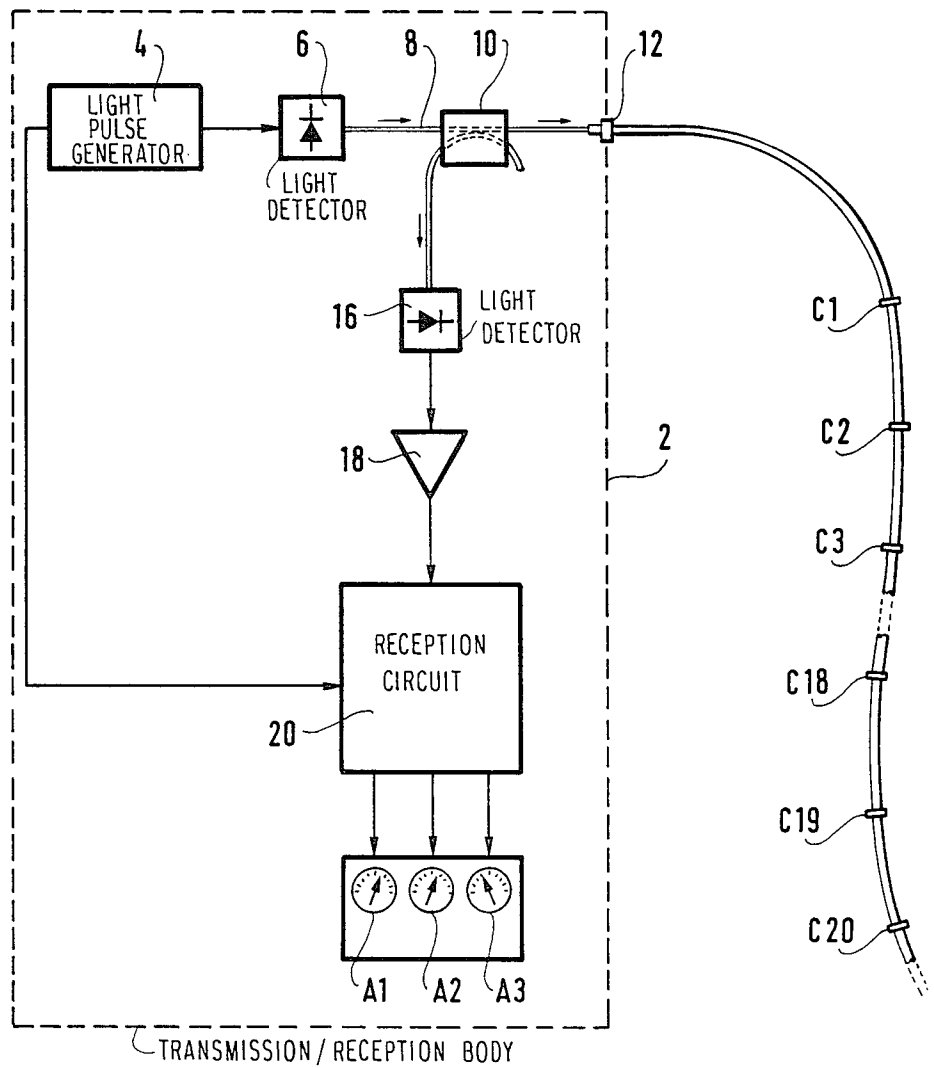 4
6
8
10
12
LIGHT
PULSE
GENERATOR
LIGHT
DETECTOR
16
LIGHT
DETECTOR
C1
C2
18
2
C3
RECEPTION
CIRCUIT
C18
20
C19
C20
A1 A2 A3
TRANSMISSION/RECEPTION BODY